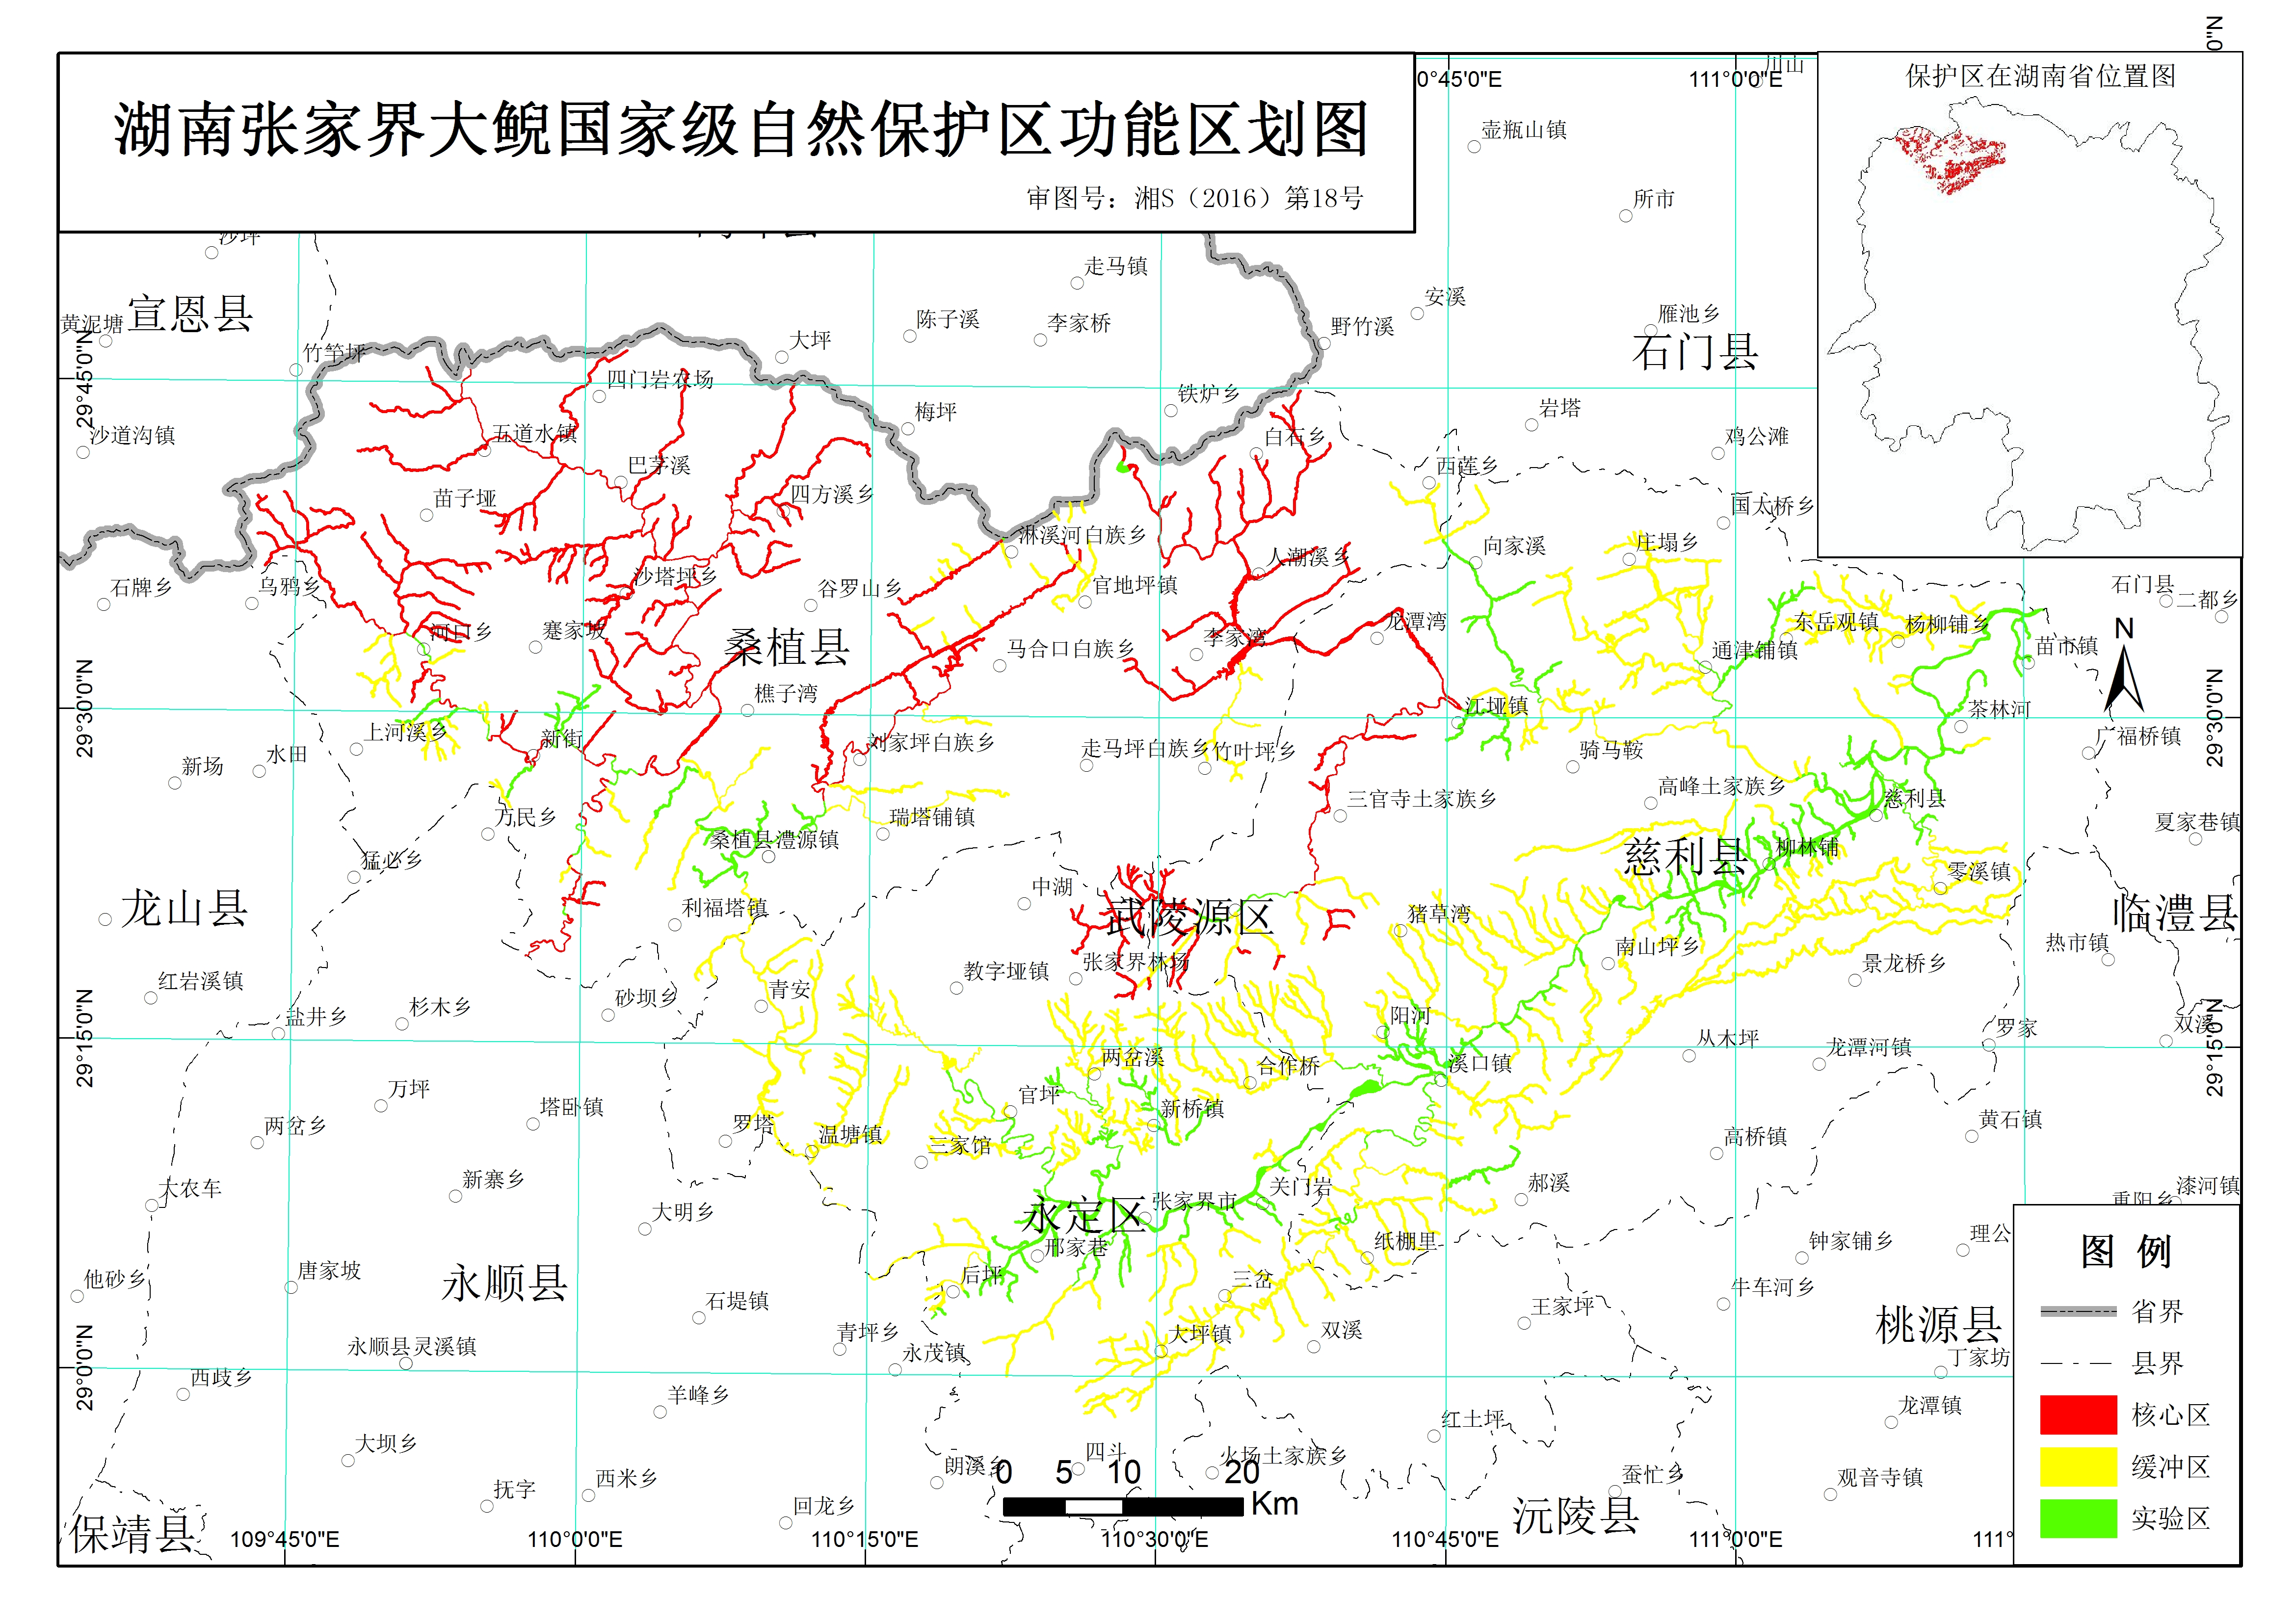 湖南张家界大鲵国家级自然保护区功能区划图
审图号：湘S（2016）第18号
保护区在湖南省位置图
0°45'0"E
111°0'0"E
川山
0"N
壶瓶山镇
所市
沙坪
走马镇
安溪
宣恩县
黄泥塘
陈子溪
李家桥
野竹溪
雁池乡
石门县
竹竿坪
大坪
四门岩农场
29°45'0"N
铁炉乡
梅坪
岩塔
沙道沟镇
五道水镇
白石乡
鸡公滩
巴茅溪
西莲乡
苗子垭
四方溪乡
国太桥乡
淋溪河白族乡
向家溪
庄塌乡
人潮溪乡
石牌乡
乌鸦乡
沙塔坪乡
谷罗山乡
官地坪镇
石门县
二都乡
河口乡
蹇家坡
桑植县
马合口白族乡
李家湾
龙潭湾
东岳观镇
杨柳铺乡
N
苗市镇
通津铺镇
樵子湾
江垭镇
茶林河
29°30'0"N
29°30'0"N
上河溪乡
新街
刘家坪白族乡
走马坪白族乡
竹叶坪乡
骑马鞍
广福桥镇
新场
水田
高峰土家族乡
三官寺土家族乡
慈利县
万民乡
瑞塔铺镇
夏家巷镇
桑植县澧源镇
猛必乡
慈利县
柳林铺
零溪镇
中湖
龙山县
利福塔镇
武陵源区
猪草湾
临澧县
南山坪乡
热市镇
红岩溪镇
教字垭镇
张家界林场
景龙桥乡
青安
砂坝乡
杉木乡
盐井乡
阳河
罗家
双溪
29°15'0"N
29°15'0"N
从木坪
龙潭河镇
两岔溪
合作桥
溪口镇
万坪
官坪
塔卧镇
两岔乡
新桥镇
罗塔
温塘镇
三家馆
高桥镇
黄石镇
大农车
新寨乡
郝溪
漆河镇
重阳乡
关门岩
张家界市
永定区
大明乡
邢家巷
纸棚里
钟家铺乡
理公
他砂乡
唐家坡
永顺县
后坪
三岔
牛车河乡
石堤镇
王家坪
桃源县
青坪乡
大坪镇
双溪
永顺县灵溪镇
永茂镇
丁家坊
29°0'0"N
西歧乡
羊峰乡
龙潭镇
红土坪
大坝乡
四斗
火场土家族乡
朗溪乡
西米乡
抚字
蚕忙乡
观音寺镇
沅陵县
回龙乡
保靖县
0 5 10 20
Km
109°45'0"E
110°0'0"E
110°15'0"E
110°30'0"E
110°45'0"E
111°0'0"E
111°
图 例
省界
县界
核心区
缓冲区
实验区